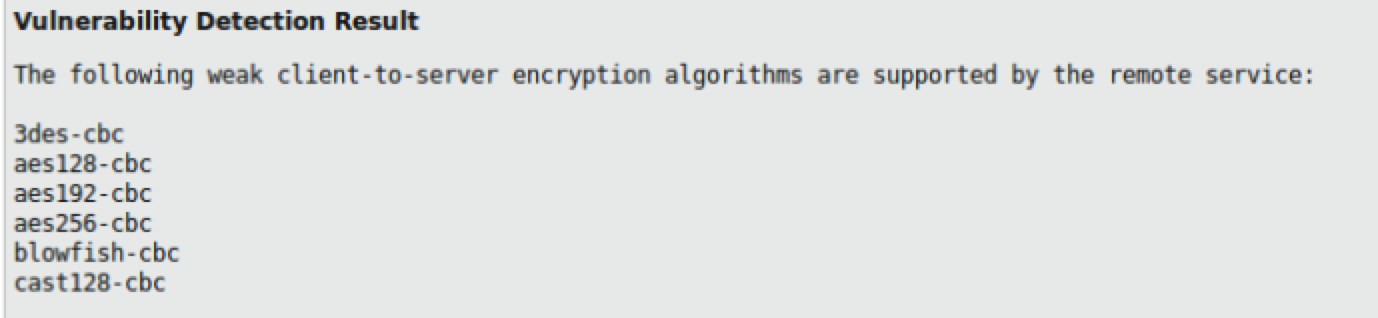 Vulnerability Detection Result
The following weak client-to-server encryption algorithms are supported by the remote service:
3des-cbc
aes128-cbc
aes192-cbc
aes256-cbc
blowfish-cbc
cast128-cbc